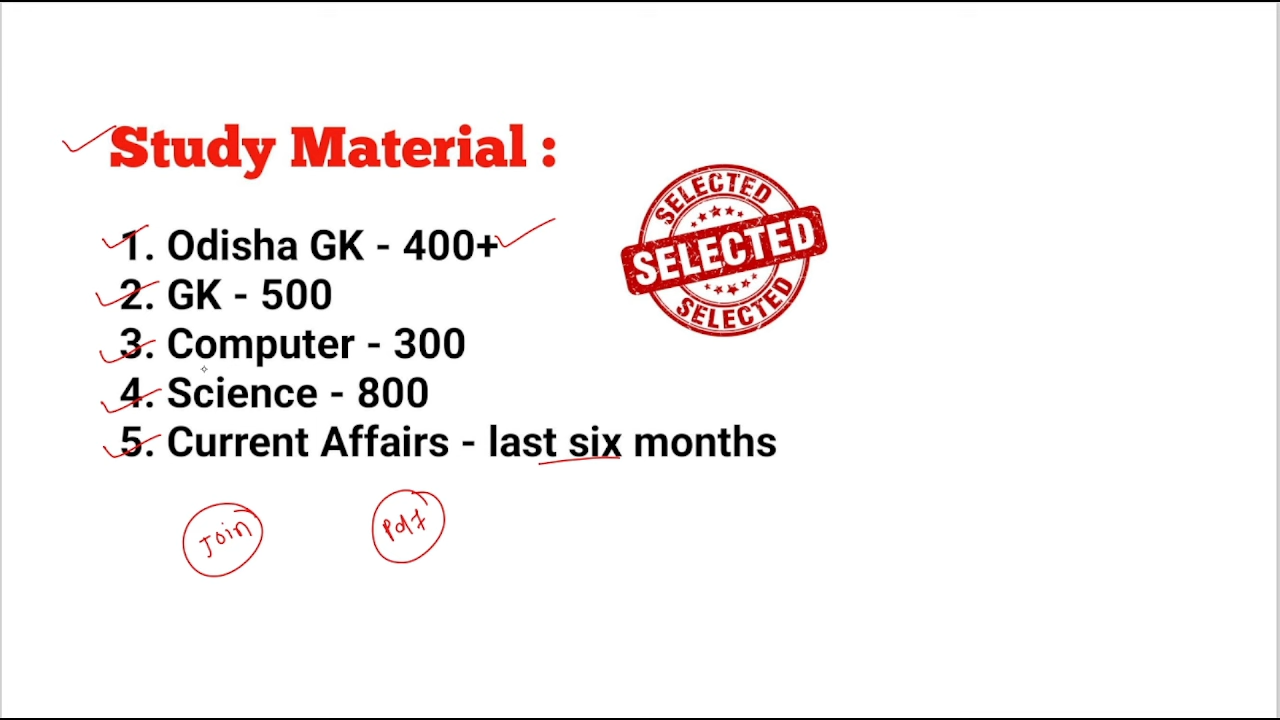 Study Material :
SELECTED
SELECTED
SELECTED
1. Odisha GK - 400+
2. GK - 500
3. Computer - 300
4. Science - 800
5. Current Affairs - last six months
Join
Pdf